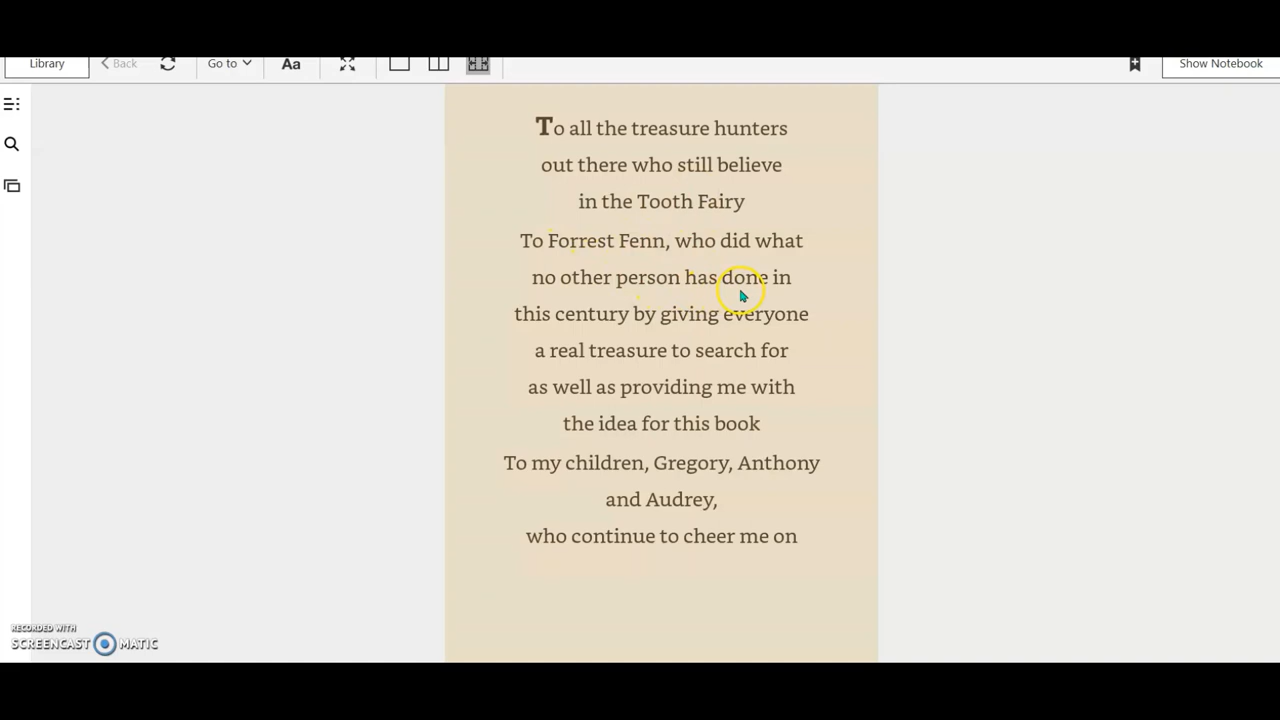 Library
Back
Go to
Aa
Show Notebook
To all the treasure hunters
out there who still believe
in the Tooth Fairy
To Forrest Fenn, who did what
no other person has done in
this century by giving everyone
a real treasure to search for
as well as providing me with
the idea for this book
To my children, Gregory, Anthony
and Audrey,
who continue to cheer me on
RECORDED WITH
SCREENCAST MATIC